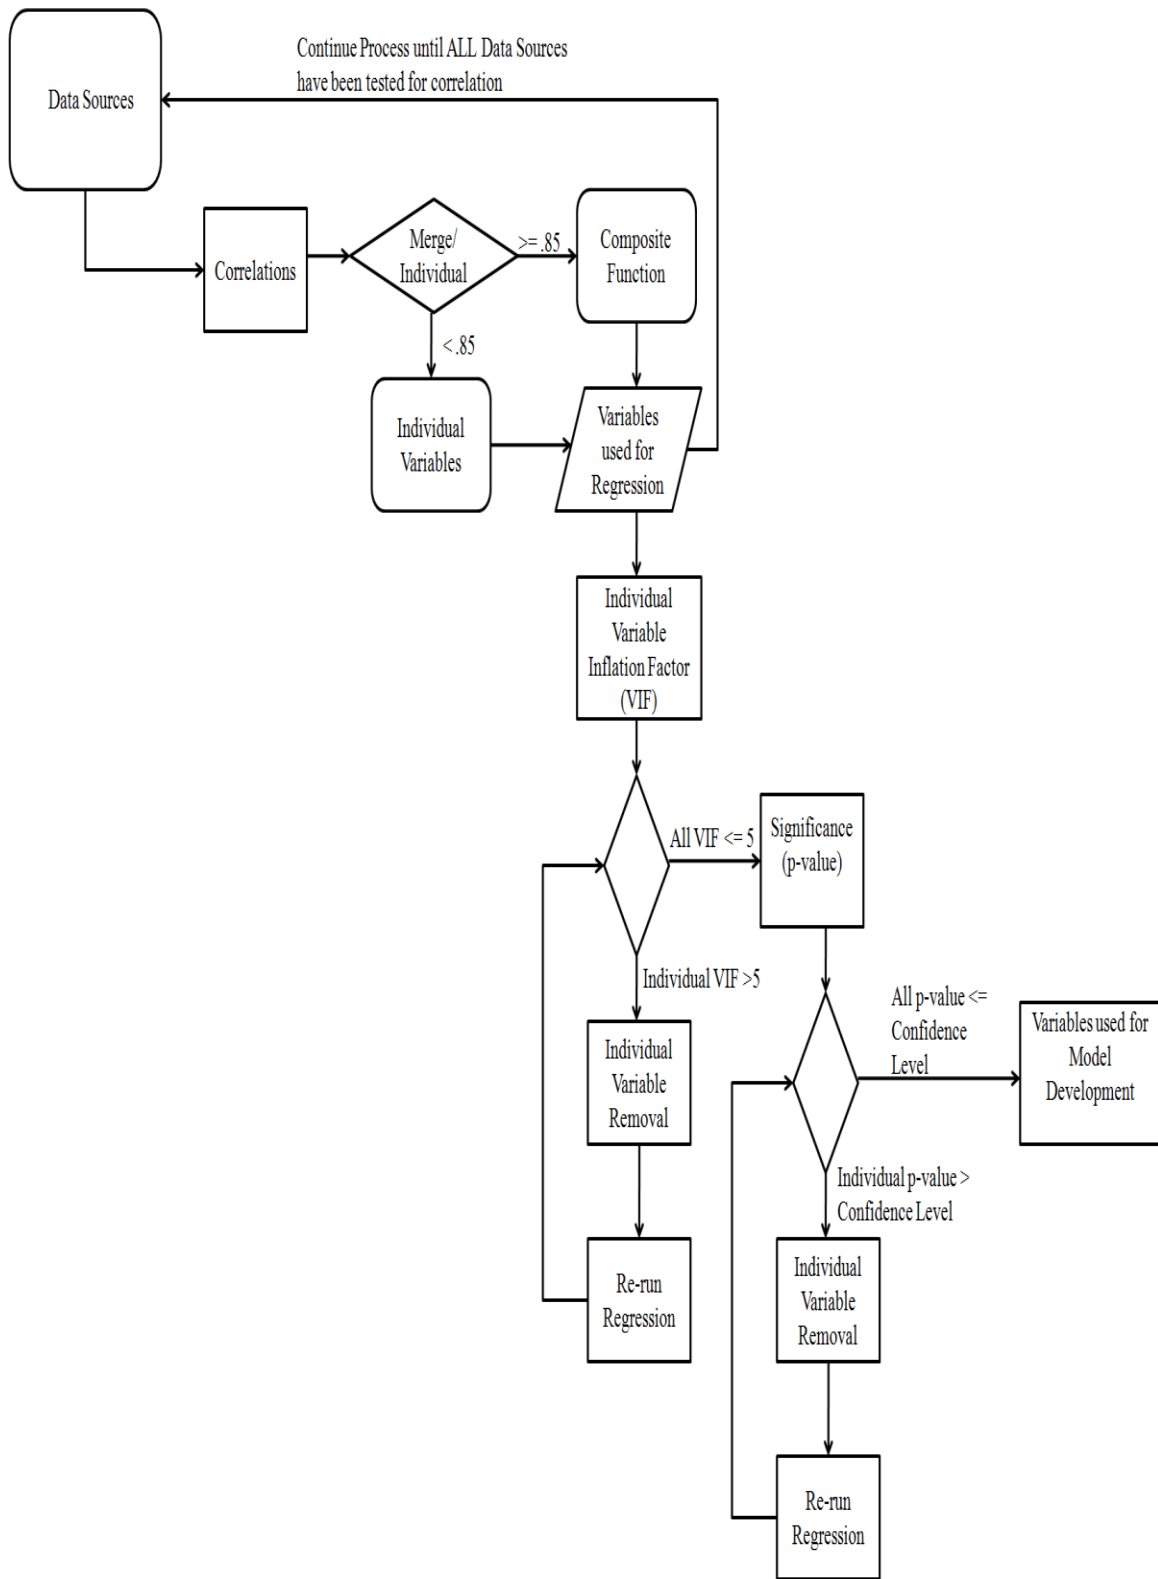 Continue Process until ALL Data Sources
have been tested for correlation
Data Sources
Correlations
Merge/
Individual
>= .85
Composite
Function
< .85
Individual
Variables
Variables
used for
Regression
Individual
Variable
Inflation Factor
(VIF)
All VIF <= 5
Significance
(p-value)
Individual VIF >5
Individual
Variable
Removal
Re-run
Regression
All p-value <=
Confidence
Level
Variables used for
Model
Development
Individual p-value >
Confidence Level
Individual
Variable
Removal
Re-run
Regression